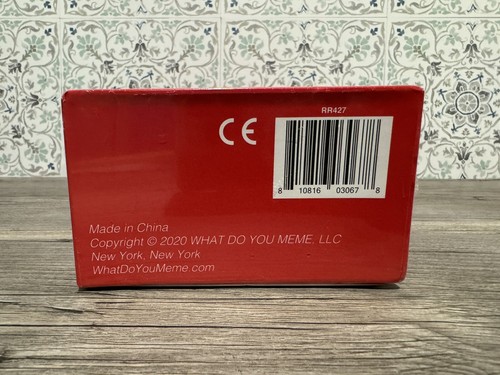 RR427
CE
8 10816 03067 8
Made in China
Copyright © 2020 WHAT DO YOU MEME, LLC
New York, New York
WhatDoYouMeme.com